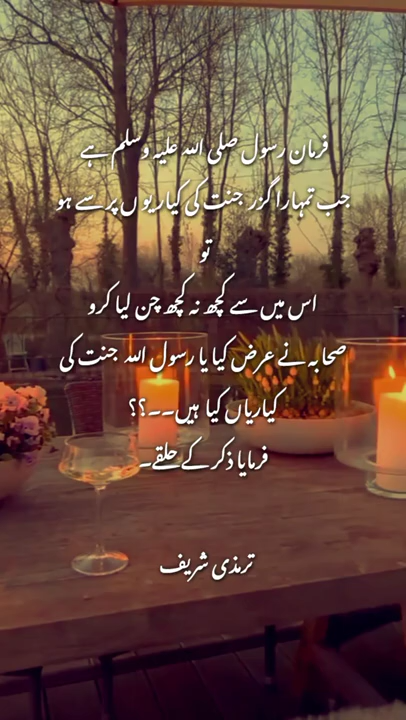 فرمان رسول صلی اللہ علیہ وسلم ہے
جب تمہارا گزر جنت کی کیاریوں پر سے ہو
تو
اس میں سے کچھ نہ کچھ چن لیا کرو
صحابہ نے عرض کیا یا رسول اللہ جنت کی
کیاریاں کیا ہیں۔۔؟؟
فرمایا ذکر کے حلقے۔
ترمذی شریف